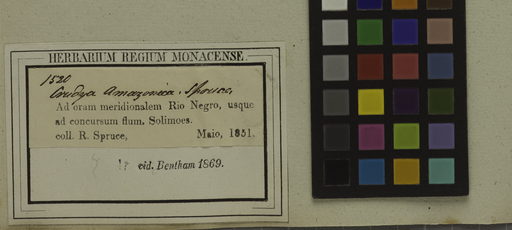 HERBARIUM REGIUM MONACENSE.
1520
Crudya Amazonica, Spruce,
Ad oram meridionalem Rio Negro, usque
ad concursum flum. Solimoes.
coll. R. Spruce, Maio, 1851.
vid. Bentham 1869.